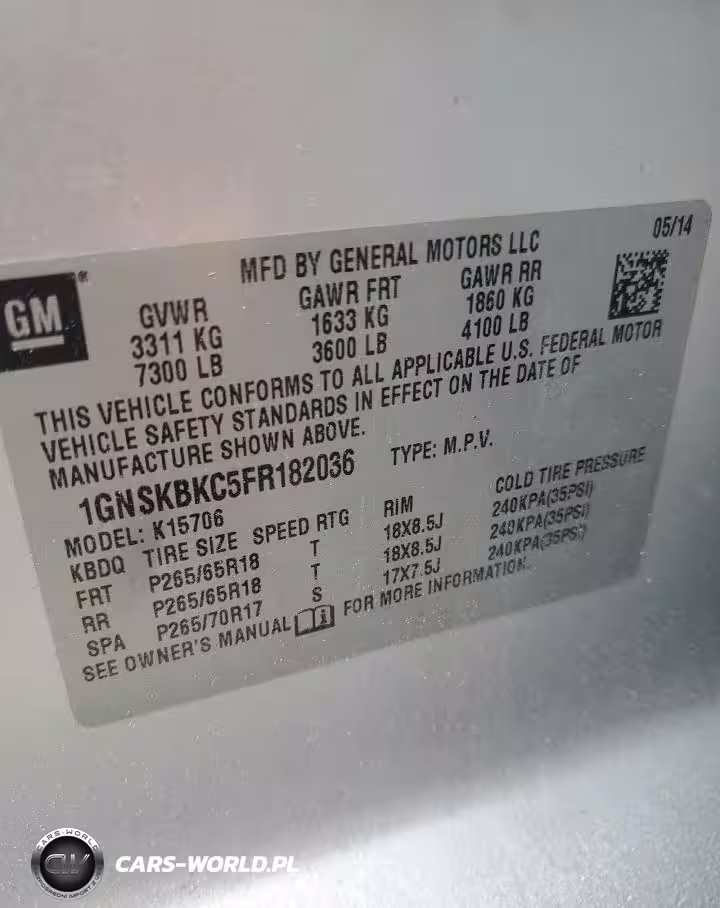 05/14
MFD BY GENERAL MOTORS LLC
GM ®
GVWR GAWR FRT GAWR RR
3311 KG 1633 KG 1860 KG
7300 LB 3600 LB 4100 LB
THIS VEHICLE CONFORMS TO ALL APPLICABLE U.S. FEDERAL MOTOR
VEHICLE SAFETY STANDARDS IN EFFECT ON THE DATE OF
MANUFACTURE SHOWN ABOVE.
1GNSKBKC5FR182036 TYPE: M.P.V.
MODEL: K15706
KBDQ TIRE SIZE SPEED RTG RIM COLD TIRE PRESSURE
FRT P265/65R18 T 18X8.5J 240KPA(35PSI)
RR P265/65R18 T 18X8.5J 240KPA(35PSI)
SPA P265/70R17 S 17X7.5J 240KPA(35PSI)
SEE OWNER'S MANUAL i FOR MORE INFORMATION.
CARS-WORLD
CW
CARS-WORLD.PL